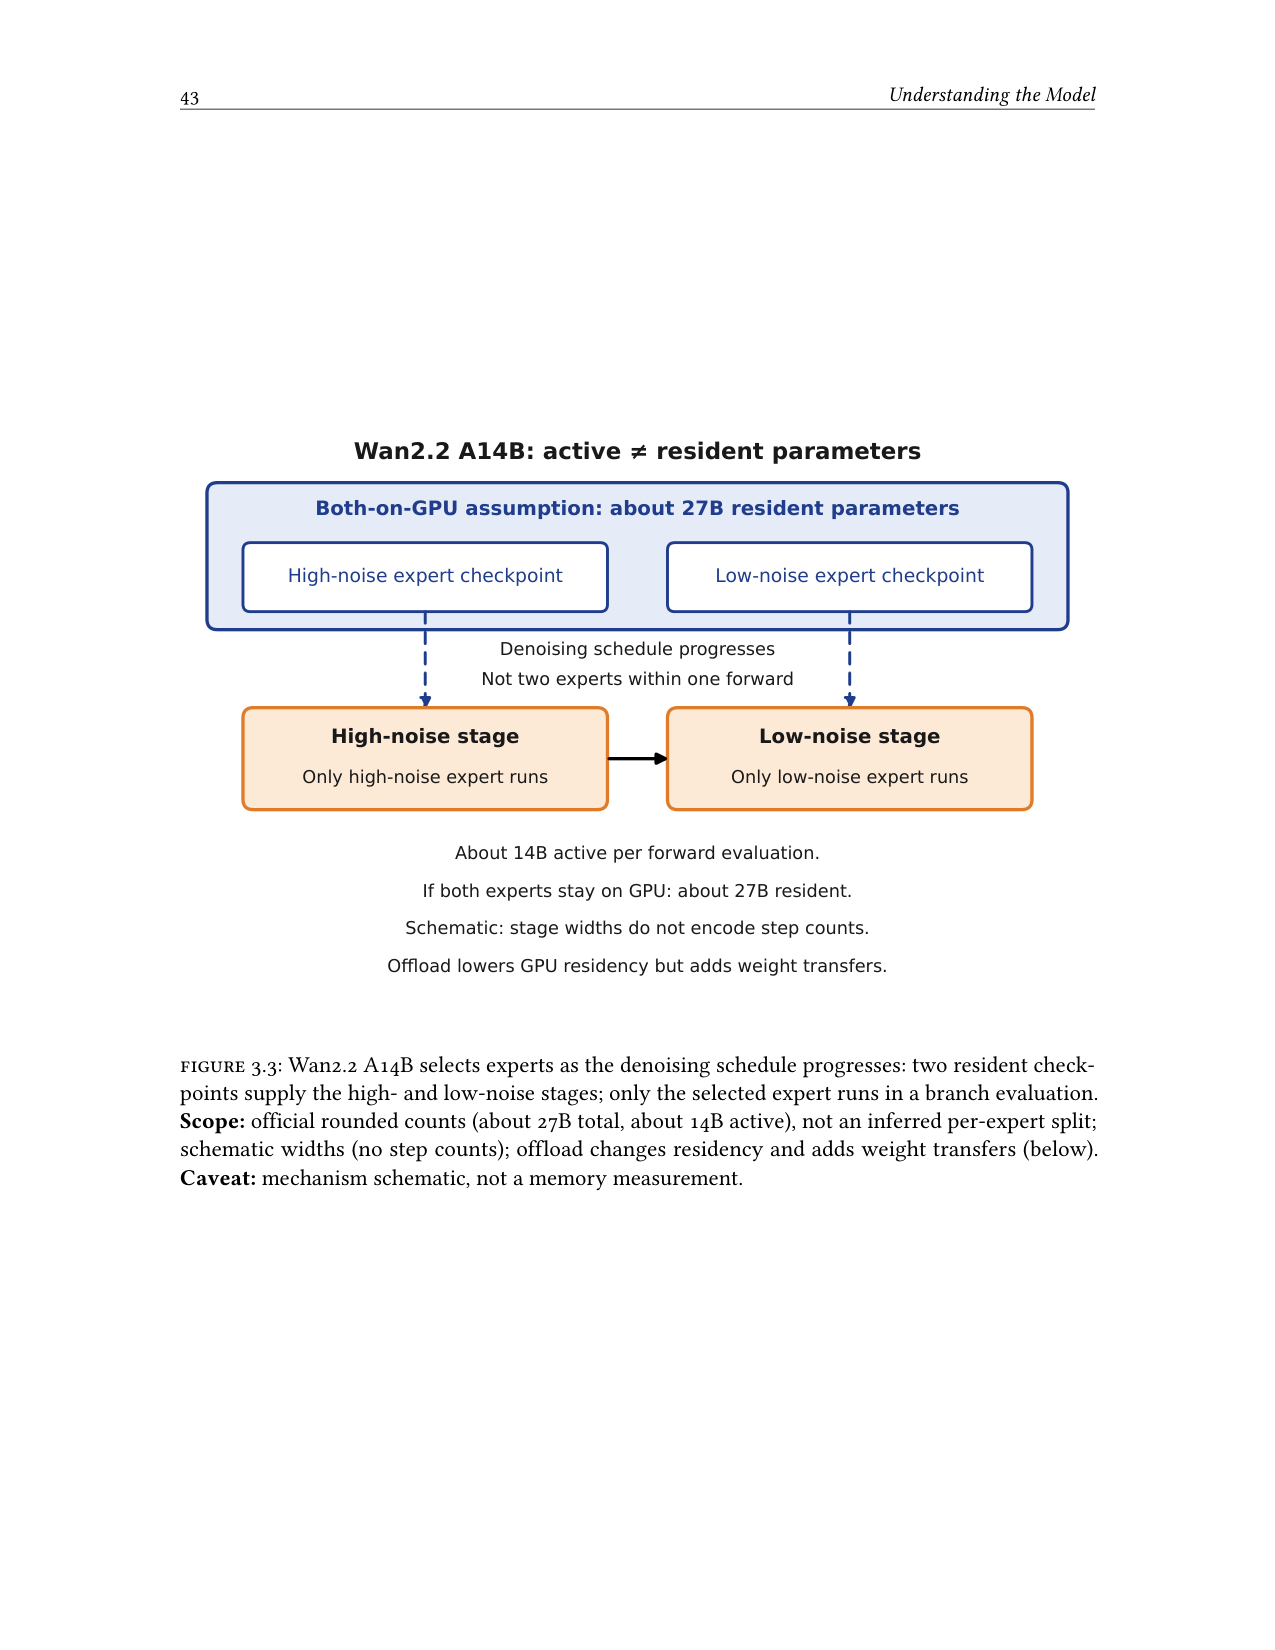 43
Understanding the Model
Wan2.2 A14B: active ≠ resident parameters
Both-on-GPU assumption: about 27B resident parameters
High-noise expert checkpoint
Low-noise expert checkpoint
Denoising schedule progresses
Not two experts within one forward
High-noise stage
Only high-noise expert runs
Low-noise stage
Only low-noise expert runs
About 14B active per forward evaluation.
If both experts stay on GPU: about 27B resident.
Schematic: stage widths do not encode step counts.
Offload lowers GPU residency but adds weight transfers.
FIGURE 3.3: Wan2.2 A14B selects experts as the denoising schedule progresses: two resident check-
points supply the high- and low-noise stages; only the selected expert runs in a branch evaluation.
Scope: official rounded counts (about 27B total, about 14B active), not an inferred per-expert split;
schematic widths (no step counts); offload changes residency and adds weight transfers (below).
Caveat: mechanism schematic, not a memory measurement.